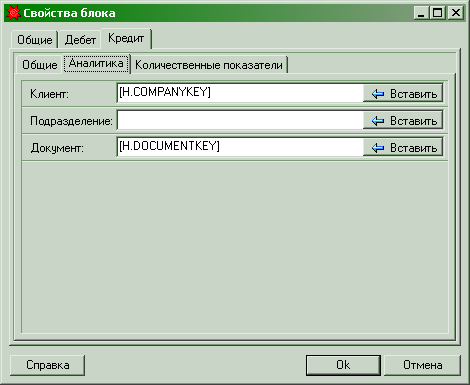 Свойства блока
Общие Дебет Кредит
Общие Аналитика Количественные показатели
Клиент: [H.COMPANYKEY] Вставить
Подразделение: Вставить
Документ: [H.DOCUMENTKEY] Вставить
Справка Ok Отмена